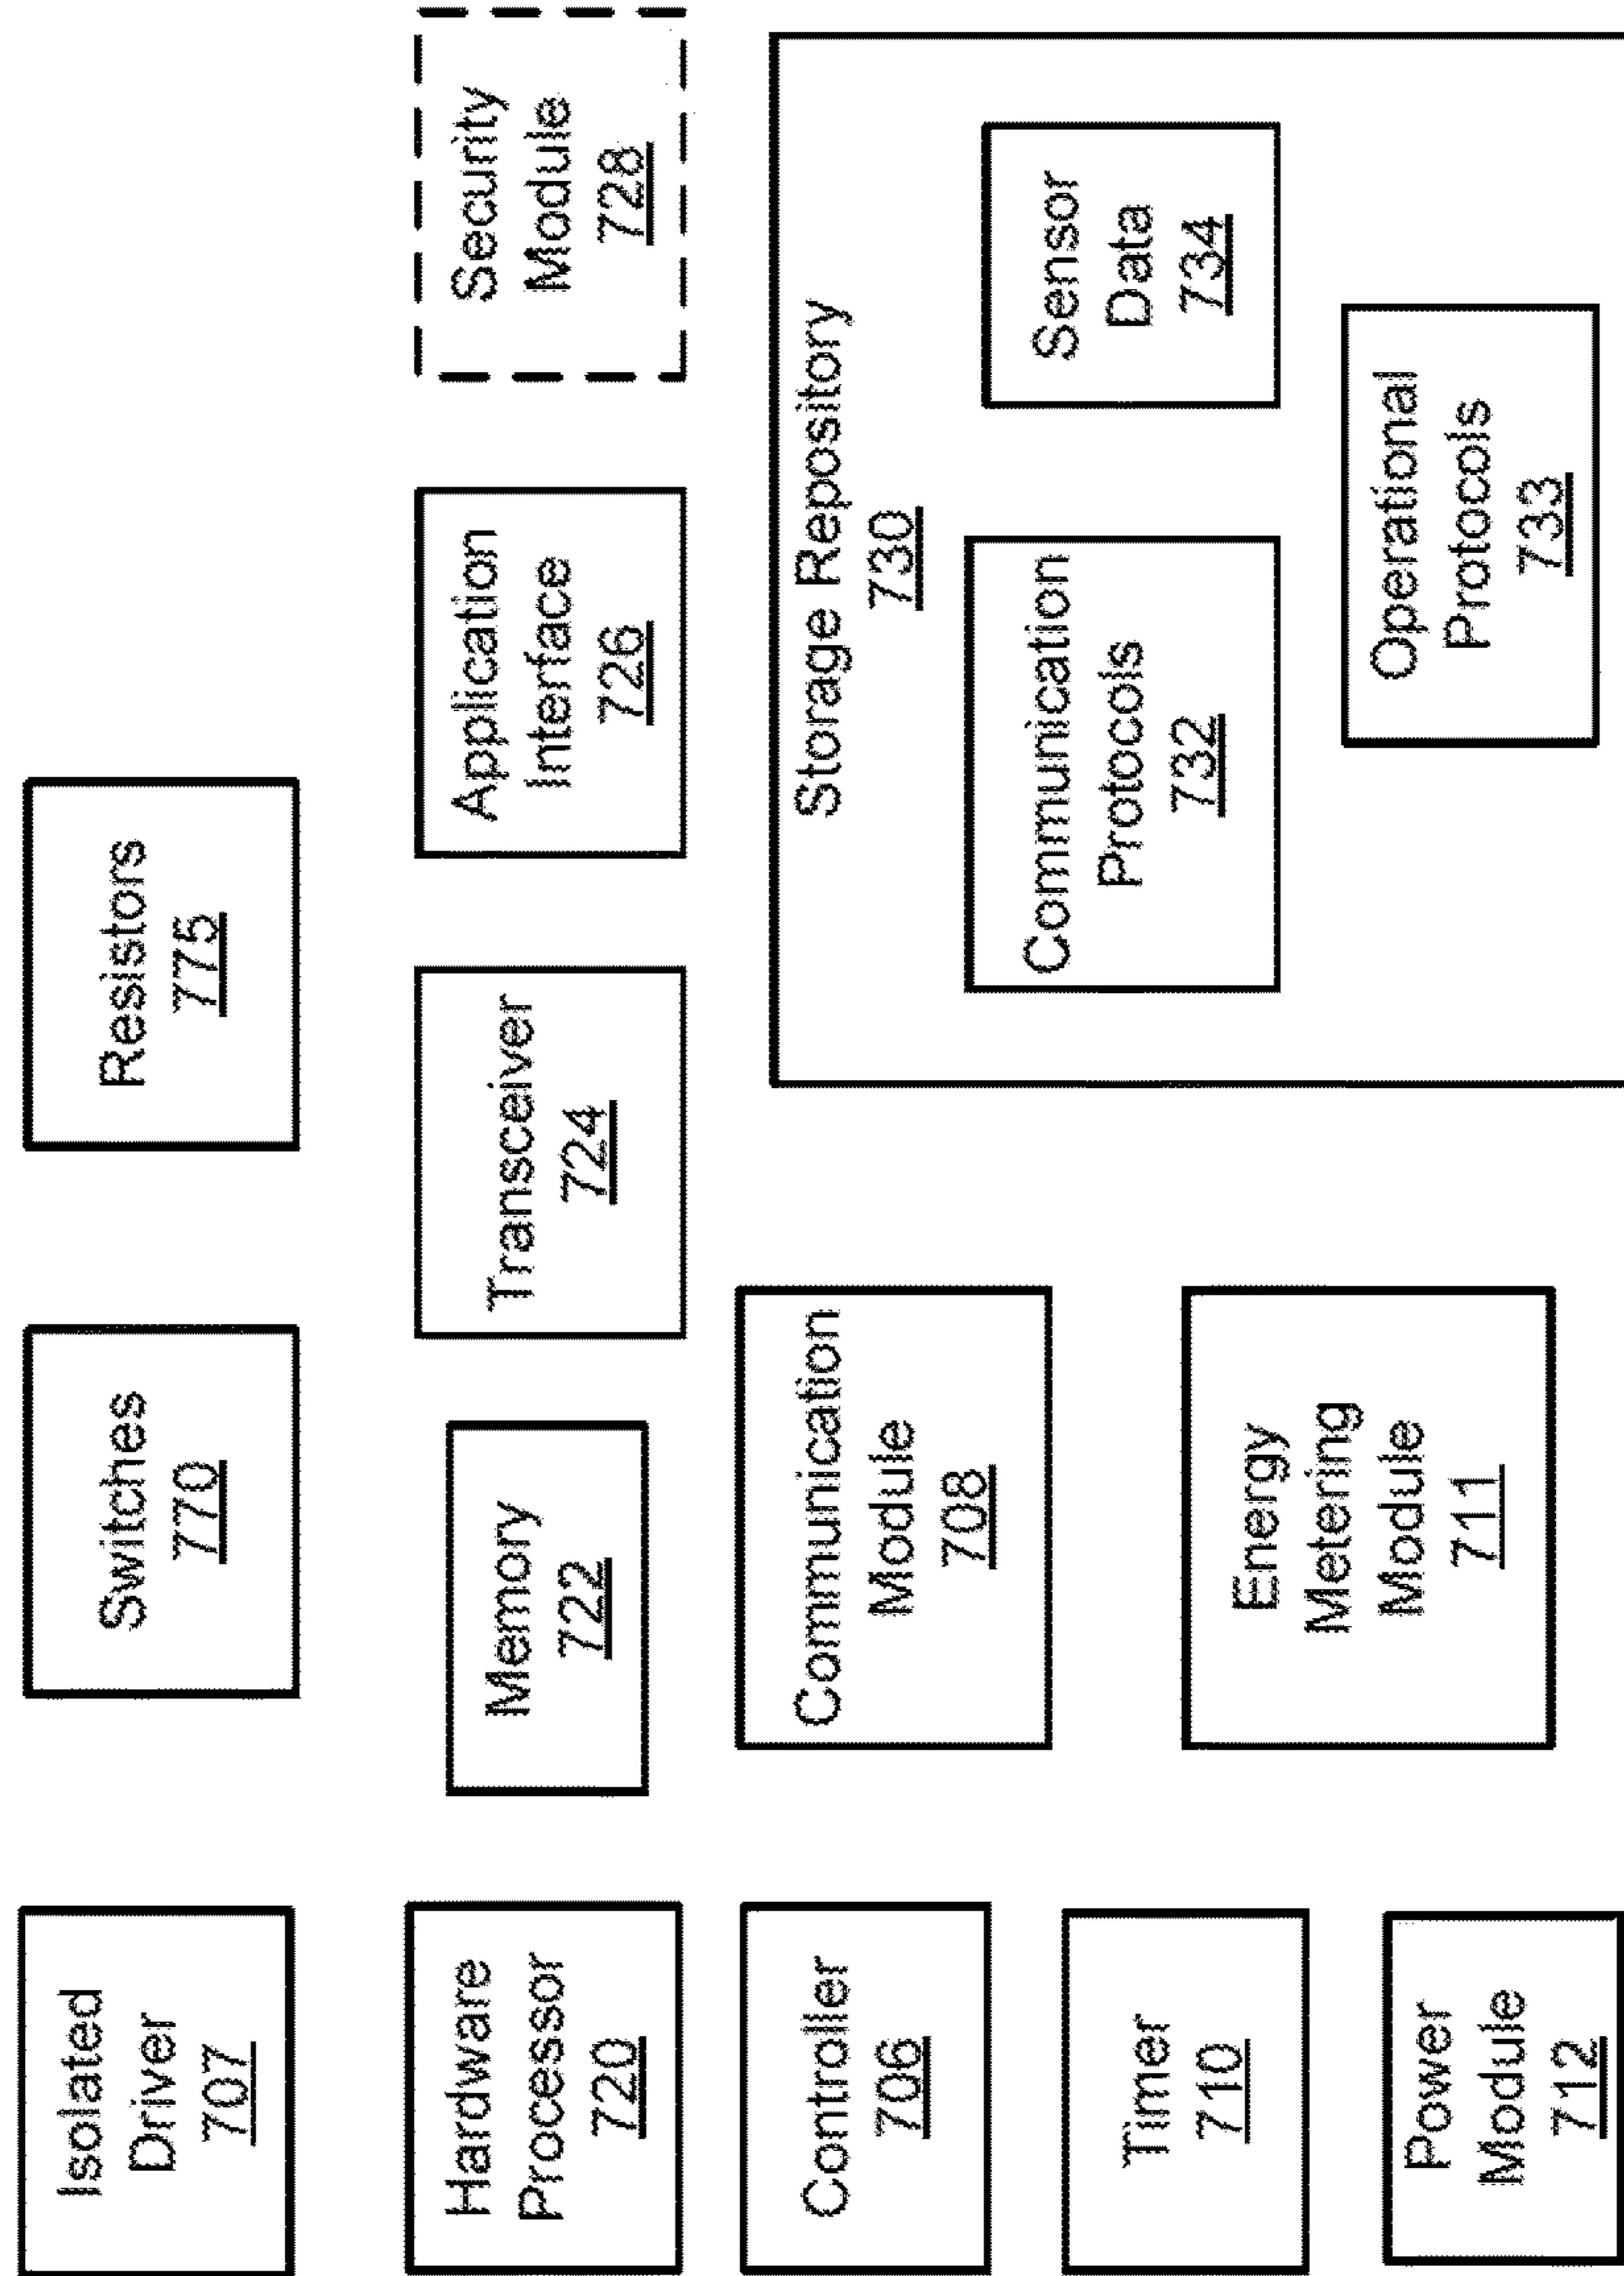 Isolated
Driver
707
Switches
770
Resistors
775
Hardware
Processor
720
Memory
722
Transceiver
724
Application
Interface
726
Security
Module
728
Controller
706
Communication
Module
708
Storage Repository
730
Communication
Protocols
732
Sensor
Data
734
Timer
710
Energy
Metering
Module
711
Operational
Protocols
733
Power
Module
712